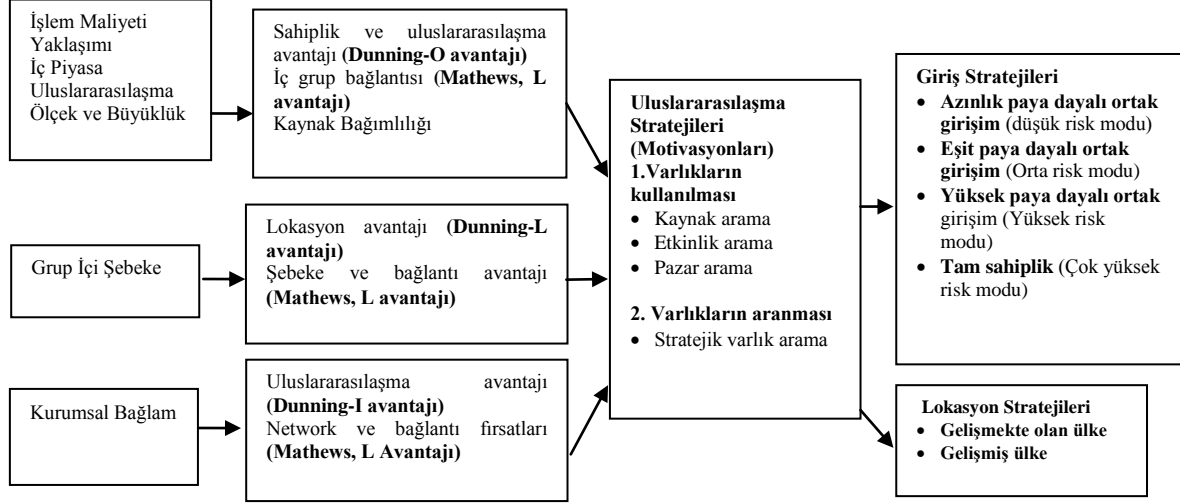 İşlem Maliyeti
Yaklaşımı
İç Piyasa
Uluslararasılaşma
Ölçek ve Büyüklük
Sahiplik ve uluslararasılaşma
avantajı (Dunning-O avantajı)
İç grup bağlantısı (Mathews, L
avantajı)
Kaynak Bağımlılığı
Grup İçi Şebeke
Lokasyon avantajı (Dunning-L
avantajı)
Şebeke ve bağlantı avantajı
(Mathews, L avantajı)
Kurumsal Bağlam
Uluslararasılaşma avantajı
(Dunning-I avantajı)
Network ve bağlantı fırsatları
(Mathews, L Avantajı)
Uluslararasılaşma
Stratejileri
(Motivasyonları)
1.Varlıkların
kullanılması
• Kaynak arama
• Etkinlik arama
• Pazar arama
2. Varlıkların aranması
• Stratejik varlık arama
Giriş Stratejileri
• Azınlık paya dayalı ortak
girişim (düşük risk modu)
• Eşit paya dayalı ortak
girişim (Orta risk modu)
• Yüksek paya dayalı ortak
girişim (Yüksek risk
modu)
• Tam sahiplik (Çok yüksek
risk modu)
Lokasyon Stratejileri
• Gelişmekte olan ülke
• Gelişmiş ülke